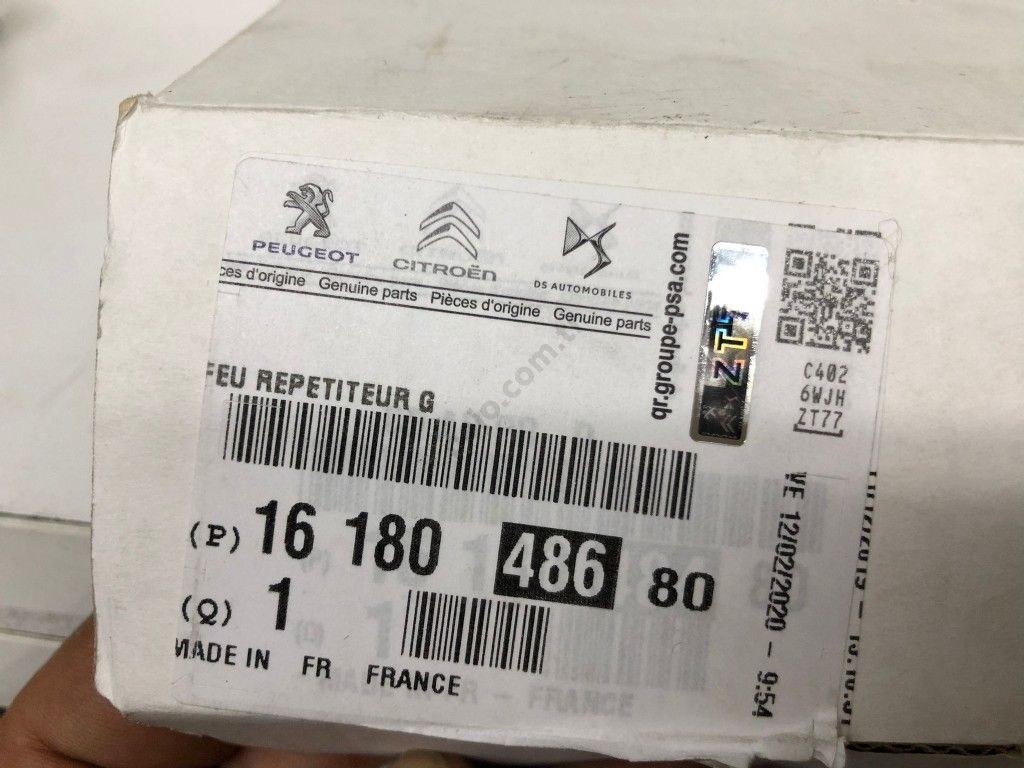 PEUGEOT
CITROËN
DS AUTOMOBILES
ces d'origine Genuine parts Pièces d'origine Genuine parts
qr.groupe-psa.com
ZT
C402
6WJH
ZT77
FEU REPETITEUR G
(P) 16 180 486 80
(Q) 1
MADE IN FR FRANCE
VE 12/02/2020 - 9:54